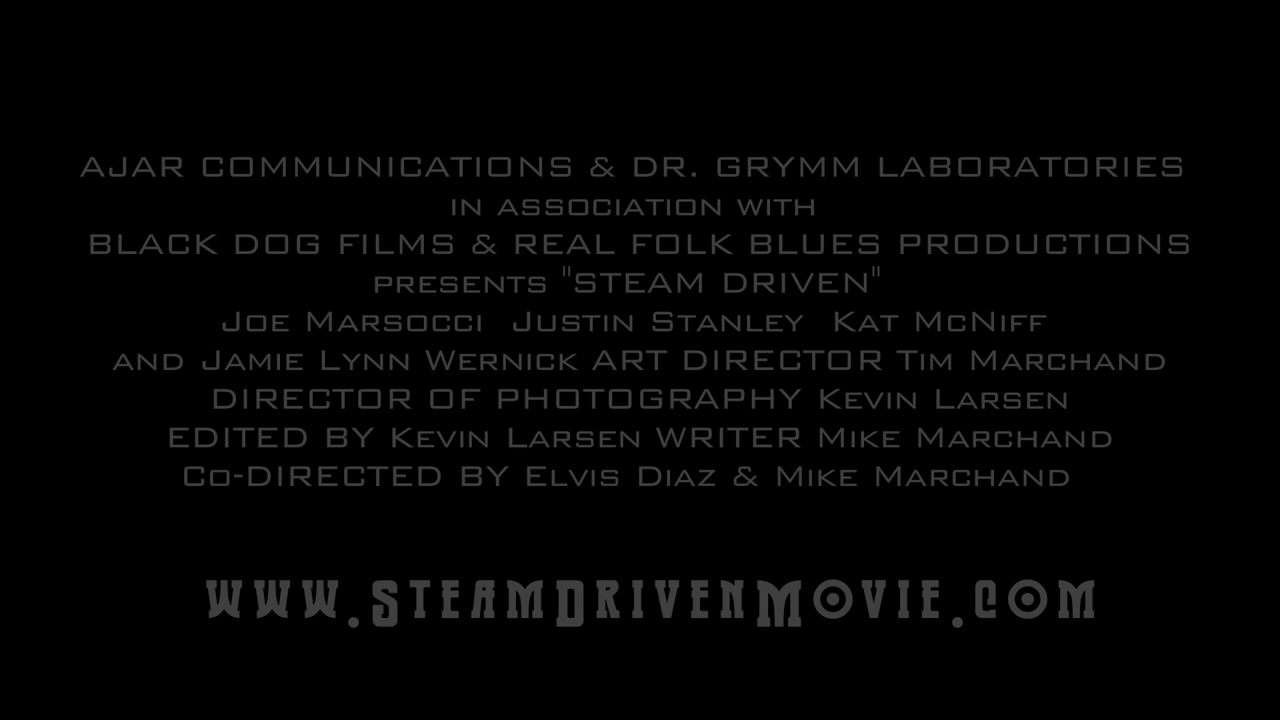 AJAR COMMUNICATIONS & DR. GRYMM LABORATORIES
IN ASSOCIATION WITH
BLACK DOG FILMS & REAL FOLK BLUES PRODUCTIONS
PRESENTS "STEAM DRIVEN"
Joe Marsocci Justin Stanley Kat McNiff
and Jamie Lynn Wernick ART DIRECTOR Tim Marchand
DIRECTOR OF PHOTOGRAPHY Kevin Larsen
EDITED BY Kevin Larsen WRITER Mike Marchand
Co-DIRECTED BY Elvis Diaz & Mike Marchand
www.SteamDrivenMovie.com